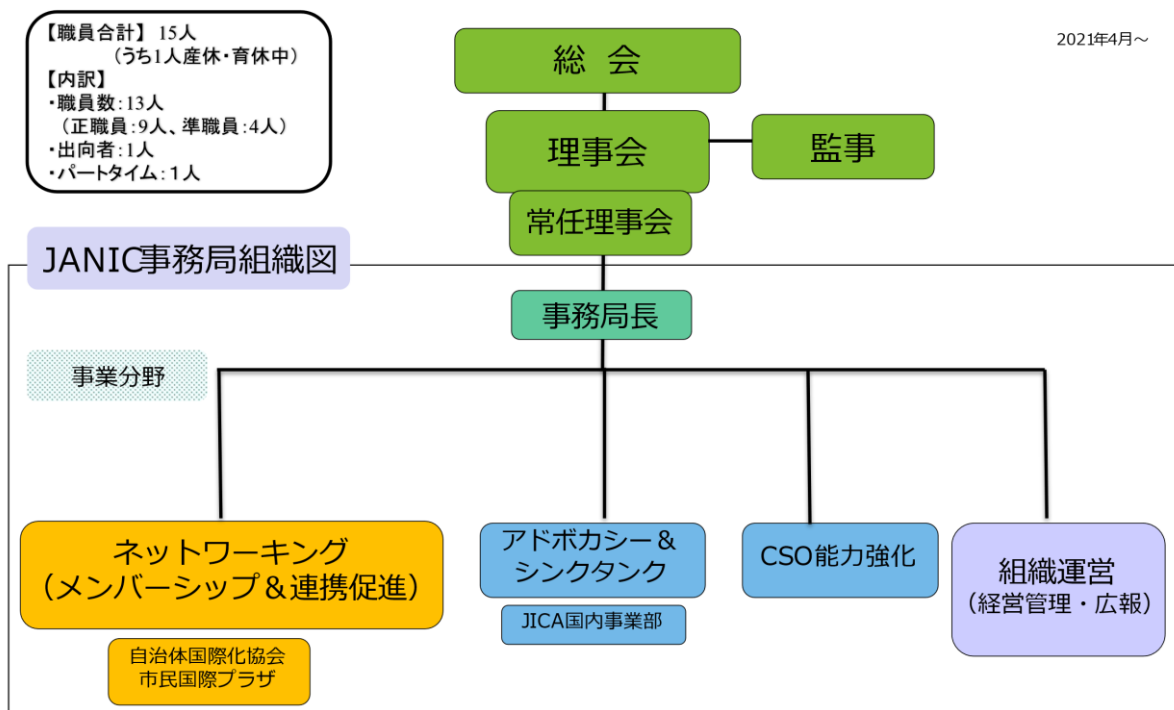 【職員合計】 15人
(うち1人産休・育休中)
【内訳】
・職員数:13人
(正職員:9人、準職員:4人)
・出向者:1人
・パートタイム:1人
2021年4月～
総 会
理事会
監事
常任理事会
JANIC事務局組織図
事務局長
事業分野
ネットワーキング
(メンバーシップ＆連携促進)
自治体国際化協会
市民国際プラザ
アドボカシー＆
シンクタンク
JICA国内事業部
CSO能力強化
組織運営
(経営管理・広報)